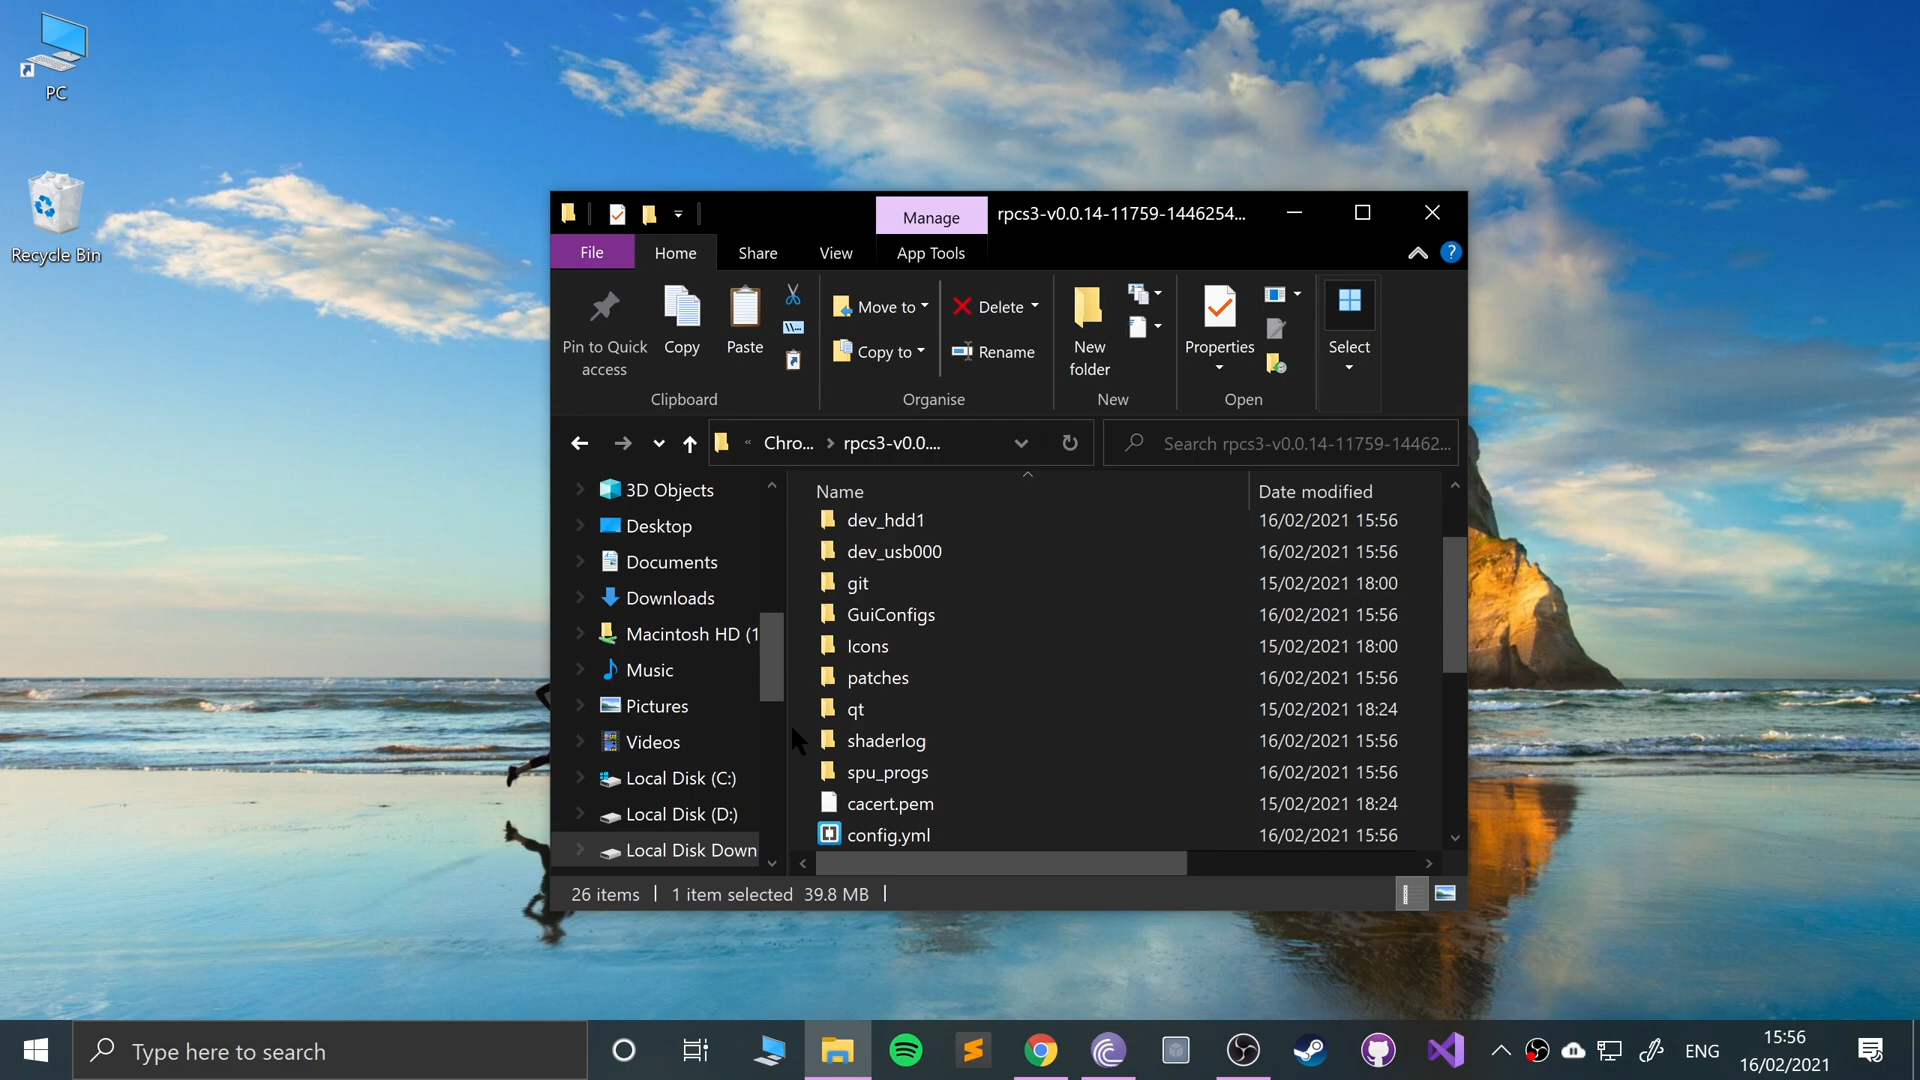 PC
Recycle Bin
Manage
rpcs3-v0.0.14-11759-1446254...
File
Home
Share
View
App Tools
?
Pin to Quick access
Copy
Paste
Move to
Copy to
Delete
Rename
New folder
Properties
Select
Clipboard
Organise
New
Open
« Chro... > rpcs3-v0.0....
Search rpcs3-v0.0.14-11759-14462...
3D Objects
Desktop
Documents
Downloads
Macintosh HD (1
Music
Pictures
Videos
Local Disk (C:)
Local Disk (D:)
Local Disk Down
Name
Date modified
dev_hdd1 16/02/2021 15:56
dev_usb000 16/02/2021 15:56
git 15/02/2021 18:00
GuiConfigs 16/02/2021 15:56
Icons 15/02/2021 18:00
patches 16/02/2021 15:56
qt 15/02/2021 18:24
shaderlog 16/02/2021 15:56
spu_progs 16/02/2021 15:56
cacert.pem 15/02/2021 18:24
config.yml 16/02/2021 15:56
26 items
1 item selected 39.8 MB
Type here to search
ENG
15:56
16/02/2021